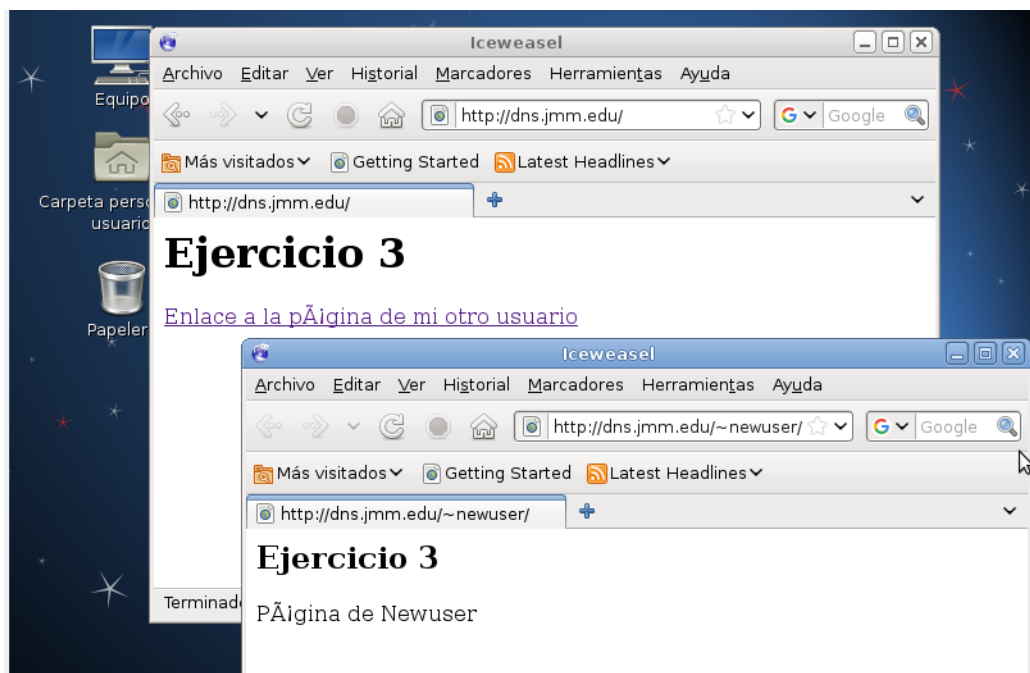 Equipo
Carpeta perso
usuario
Papeler
Iceweasel
Archivo Editar Ver Historial Marcadores Herramientas Ayuda
http://dns.jmm.edu/
Google
Más visitados
Getting Started
Latest Headlines
http://dns.jmm.edu/
Ejercicio 3
Enlace a la pÃ¡gina de mi otro usuario
Terminado
Iceweasel
Archivo Editar Ver Historial Marcadores Herramientas Ayuda
http://dns.jmm.edu/~newuser/
Google
Más visitados
Getting Started
Latest Headlines
http://dns.jmm.edu/~newuser/
Ejercicio 3
PÃ¡gina de Newuser